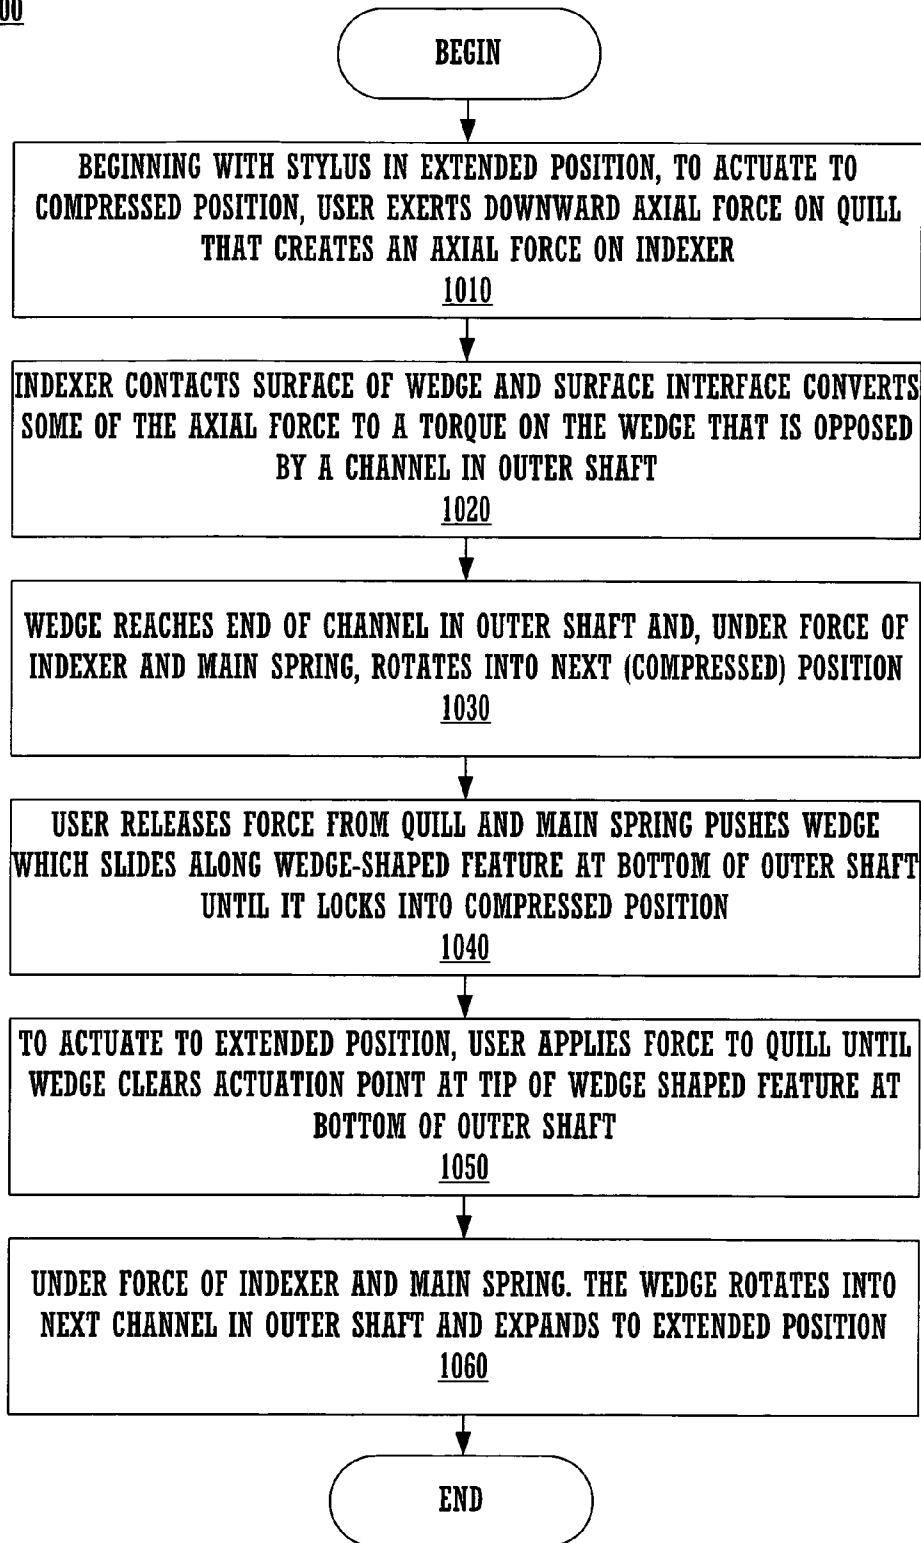 00
BEGIN
BEGINNING WITH STYLUS IN EXTENDED POSITION, TO ACTUATE TO
COMPRESSED POSITION, USER EXERTS DOWNWARD AXIAL FORCE ON QUILL
THAT CREATES AN AXIAL FORCE ON INDEXER
1010
INDEXER CONTACTS SURFACE OF WEDGE AND SURFACE INTERFACE CONVERTS
SOME OF THE AXIAL FORCE TO A TORQUE ON THE WEDGE THAT IS OPPOSED
BY A CHANNEL IN OUTER SHAFT
1020
WEDGE REACHES END OF CHANNEL IN OUTER SHAFT AND, UNDER FORCE OF
INDEXER AND MAIN SPRING, ROTATES INTO NEXT (COMPRESSED) POSITION
1030
USER RELEASES FORCE FROM QUILL AND MAIN SPRING PUSHES WEDGE
WHICH SLIDES ALONG WEDGE-SHAPED FEATURE AT BOTTOM OF OUTER SHAFT
UNTIL IT LOCKS INTO COMPRESSED POSITION
1040
TO ACTUATE TO EXTENDED POSITION, USER APPLIES FORCE TO QUILL UNTIL
WEDGE CLEARS ACTUATION POINT AT TIP OF WEDGE SHAPED FEATURE AT
BOTTOM OF OUTER SHAFT
1050
UNDER FORCE OF INDEXER AND MAIN SPRING. THE WEDGE ROTATES INTO
NEXT CHANNEL IN OUTER SHAFT AND EXPANDS TO EXTENDED POSITION
1060
END